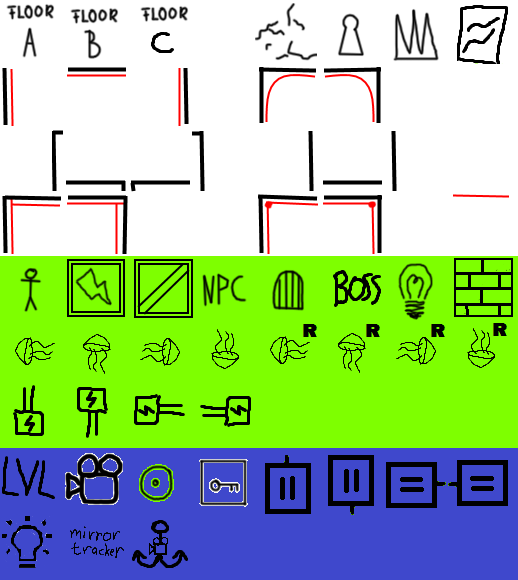 FLOOR FLOOR FLOOR
A B C
NPC BOSS
R R R R
LVL
mirror
tracker